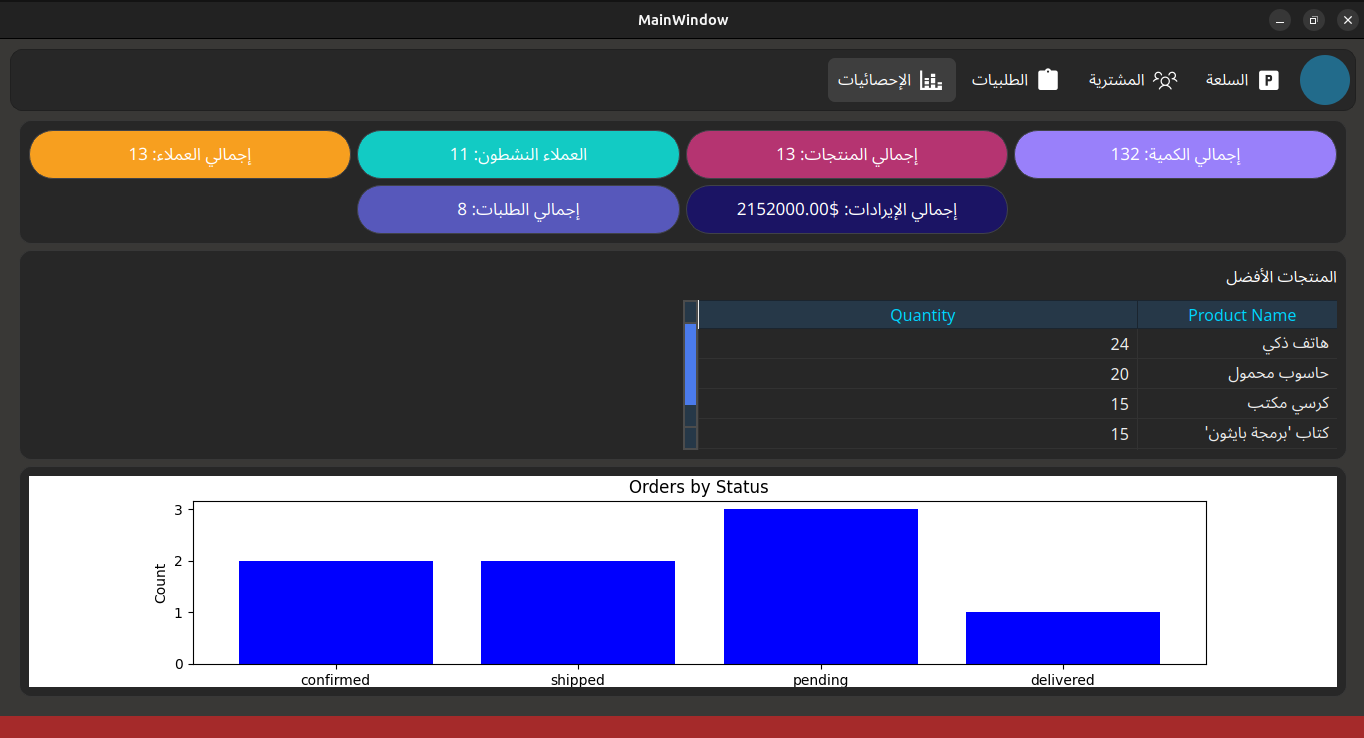 MainWindow
السلعة
المشترية
الطلبيات
الإحصائيات
إجمالي الكمية: 132
إجمالي المنتجات: 13
العملاء النشطون: 11
إجمالي العملاء: 13
إجمالي الإيرادات: $2152000.00
إجمالي الطلبات: 8
المنتجات الأفضل
Product Name Quantity
هاتف ذكي 24
حاسوب محمول 20
كرسي مكتب 15
كتاب 'برمجة بايثون' 15
Orders by Status
Count
3
2
1
0
confirmed shipped pending delivered